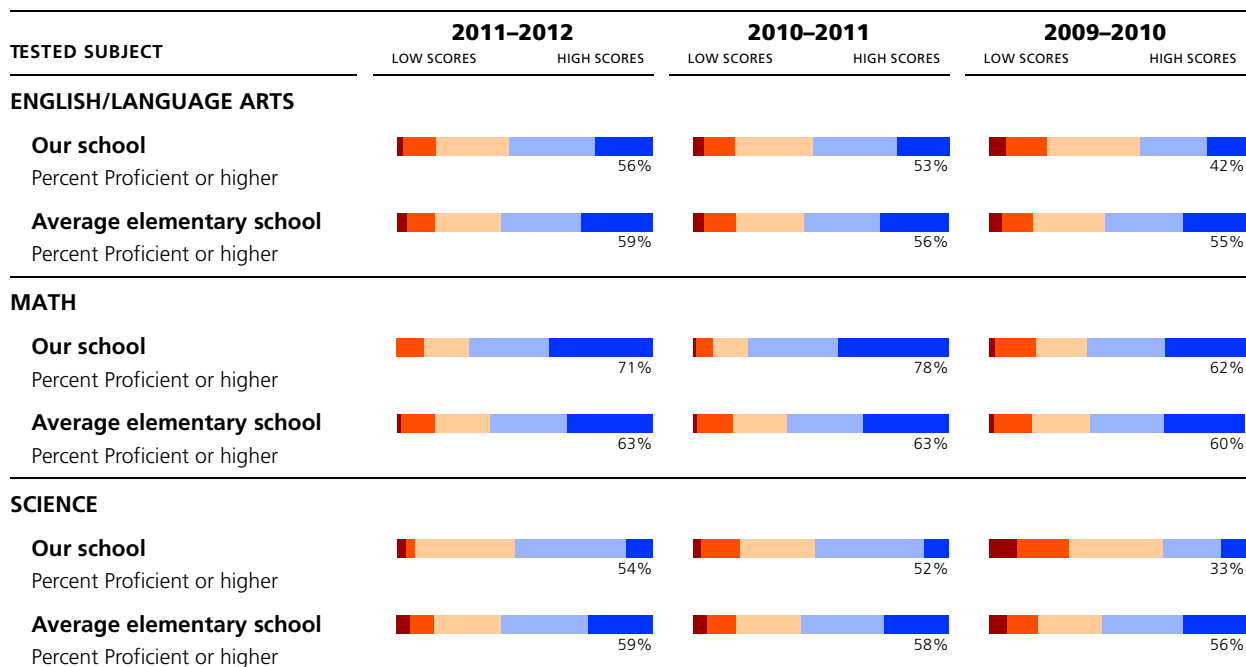 2011–2012 2010–2011 2009–2010
TESTED SUBJECT LOW SCORES HIGH SCORES LOW SCORES HIGH SCORES LOW SCORES HIGH SCORES
ENGLISH/LANGUAGE ARTS
Our school
Percent Proficient or higher 56% 53% 42%
Average elementary school
Percent Proficient or higher 59% 56% 55%
MATH
Our school
Percent Proficient or higher 71% 78% 62%
Average elementary school
Percent Proficient or higher 63% 63% 60%
SCIENCE
Our school
Percent Proficient or higher 54% 52% 33%
Average elementary school
Percent Proficient or higher 59% 58% 56%